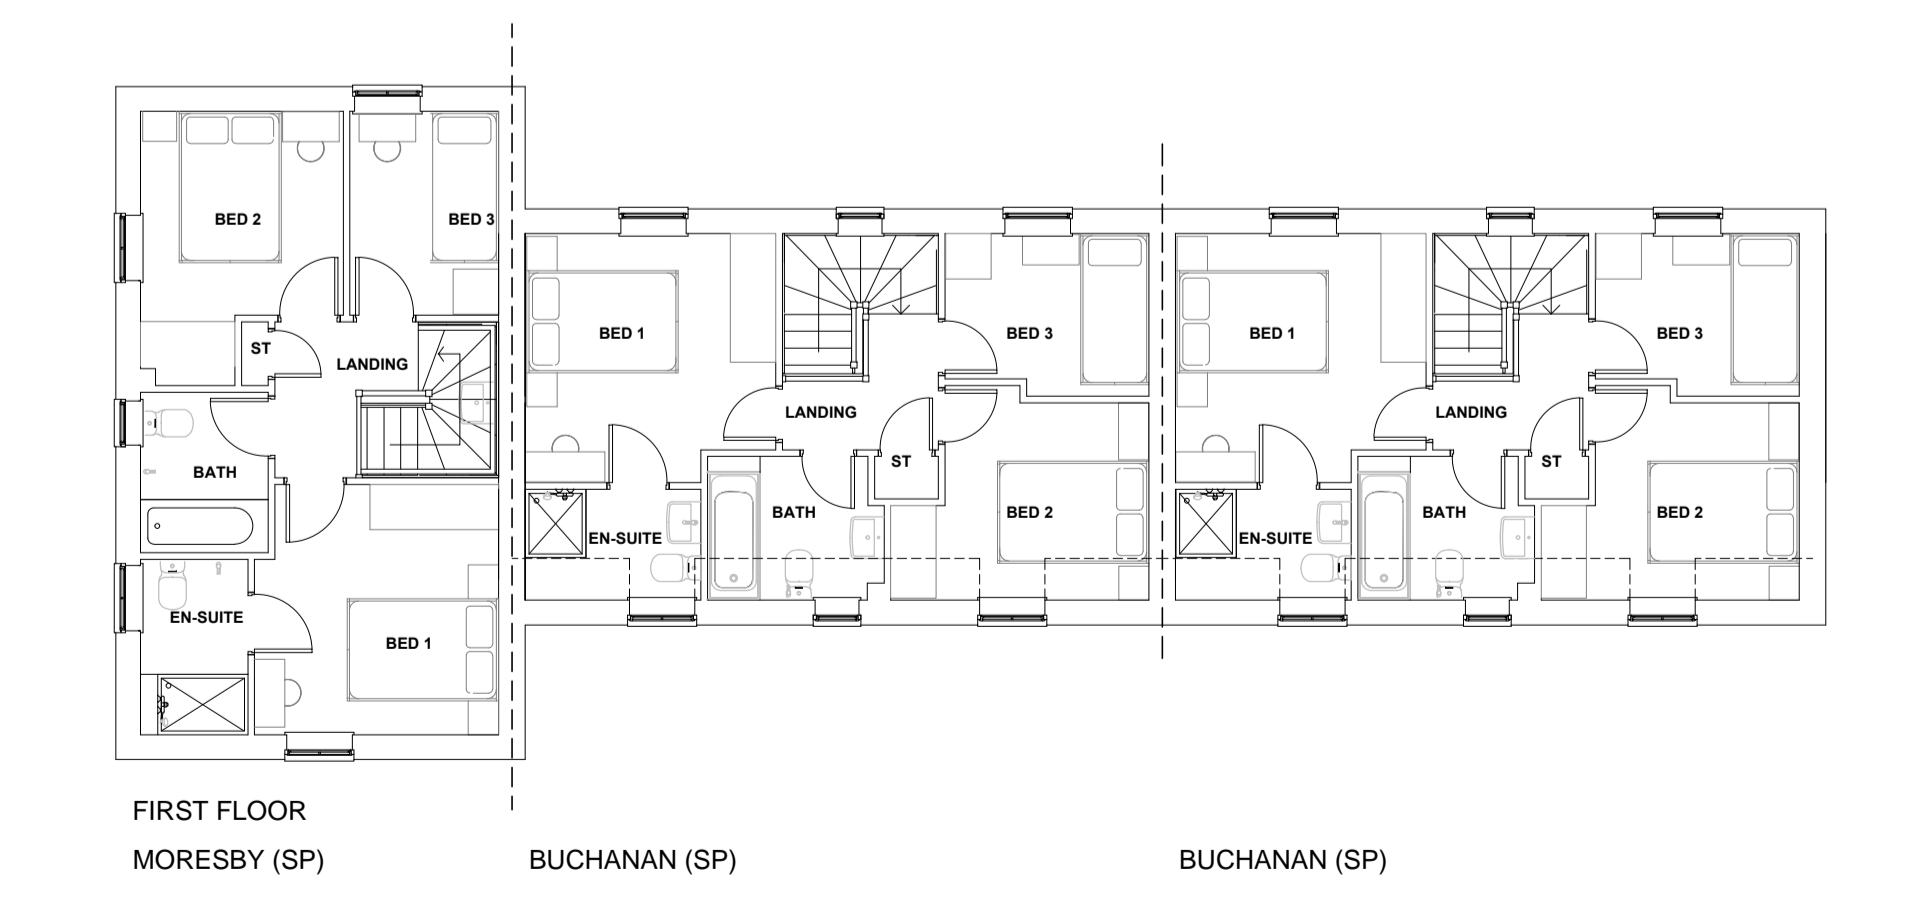 BED 2
BED 3
ST
LANDING
BATH
EN-SUITE
BED 1
BED 1
BED 3
LANDING
ST
BATH
BED 2
EN-SUITE
BED 1
BED 3
LANDING
ST
BATH
BED 2
EN-SUITE
FIRST FLOOR
MORESBY (SP)
BUCHANAN (SP)
BUCHANAN (SP)